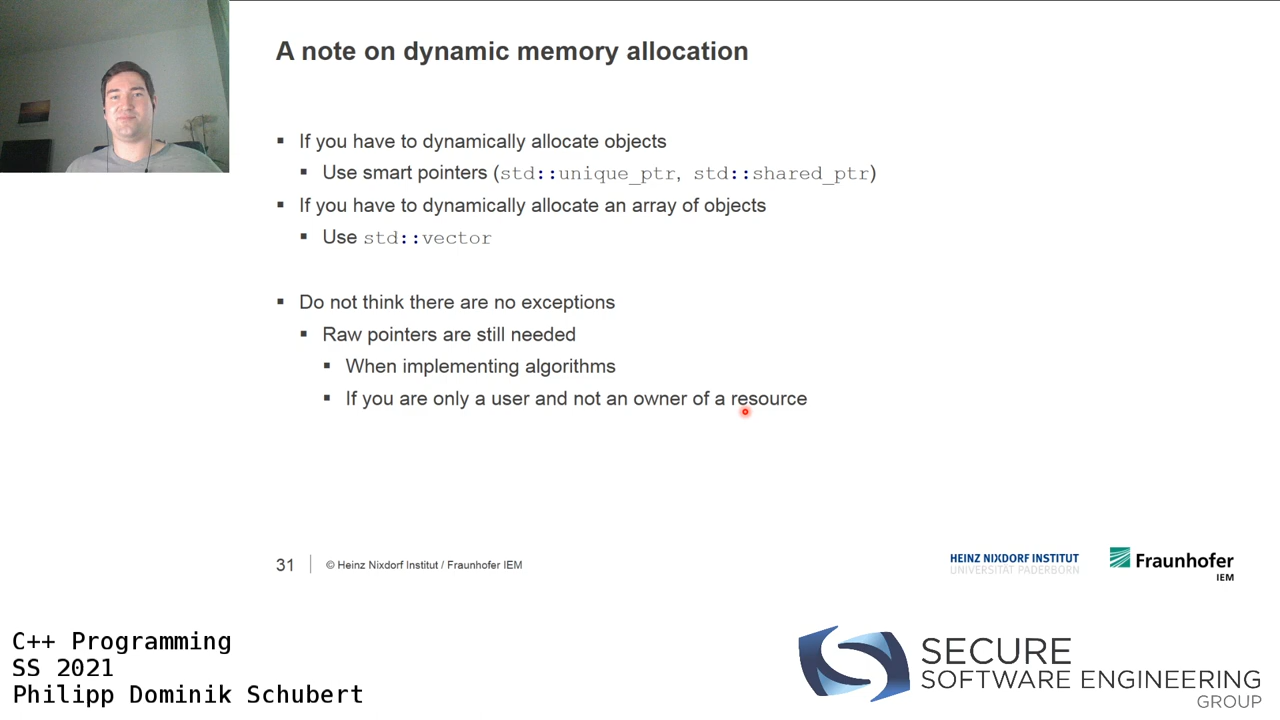 A note on dynamic memory allocation
▪ If you have to dynamically allocate objects
▪ Use smart pointers (std::unique_ptr, std::shared_ptr)
▪ If you have to dynamically allocate an array of objects
▪ Use std::vector
▪ Do not think there are no exceptions
▪ Raw pointers are still needed
▪ When implementing algorithms
▪ If you are only a user and not an owner of a resource
31 | © Heinz Nixdorf Institut / Fraunhofer IEM
HEINZ NIXDORF INSTITUT
UNIVERSITÄT PADERBORN
Fraunhofer
IEM
C++ Programming
SS 2021
Philipp Dominik Schubert
SECURE
SOFTWARE ENGINEERING
GROUP